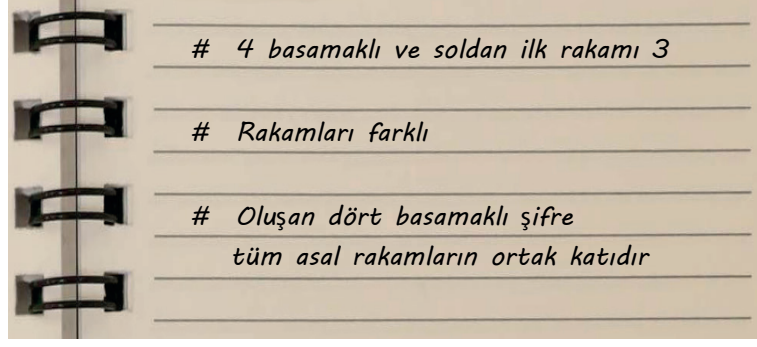 # 4 basamaklı ve soldan ilk rakamı 3
# Rakamları farklı
# Oluşan dört basamaklı şifre
tüm asal rakamların ortak katıdır